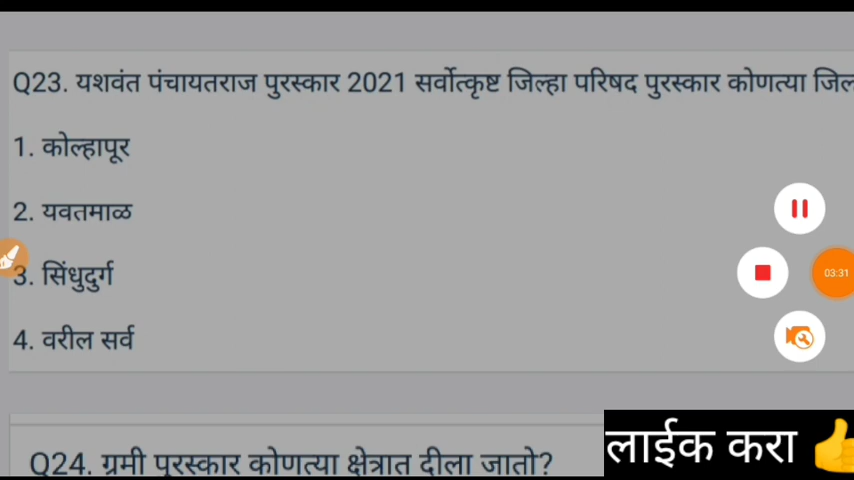 Q23. यशवंत पंचायतराज पुरस्कार 2021 सर्वोत्कृष्ट जिल्हा परिषद पुरस्कार कोणत्या
1. कोल्हापूर
2. यवतमाळ
3. सिंधुदुर्ग
03:31
4. वरील सर्व
लाईक करा
Q24. ग्रमी पुरस्कार कोणत्या क्षेत्रात दीला जातो?